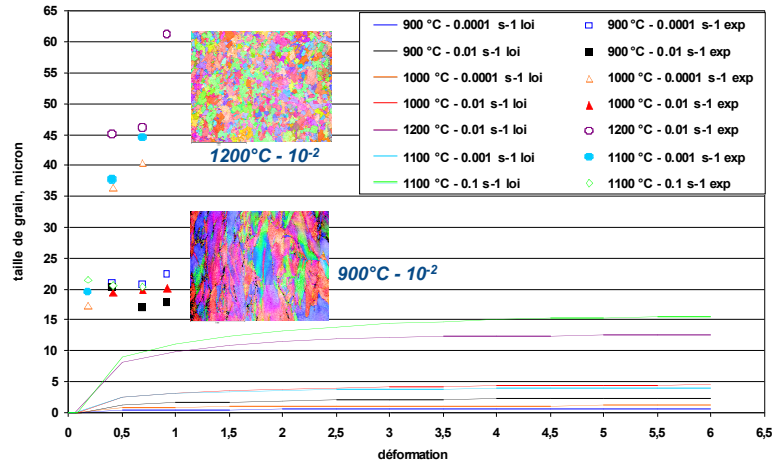 taille de grain, micron
65
60
55
50
45
40
35
30
25
20
15
10
5
0
0 0,5 1 1,5 2 2,5 3 3,5 4 4,5 5 5,5 6 6,5
déformation
900 °C - 0.0001 s-1 loi
900 °C - 0.0001 s-1 exp
900 °C - 0.01 s-1 loi
900 °C - 0.01 s-1 exp
1000 °C - 0.0001 s-1 loi
1000 °C - 0.0001 s-1 exp
1000 °C - 0.01 s-1 loi
1000 °C - 0.01 s-1 exp
1200 °C - 0.01 s-1 loi
1200 °C - 0.01 s-1 exp
1100 °C - 0.001 s-1 loi
1100 °C - 0.001 s-1 exp
1100 °C - 0.1 s-1 loi
1100 °C - 0.1 s-1 exp
1200°C - 10⁻²
900°C - 10⁻²